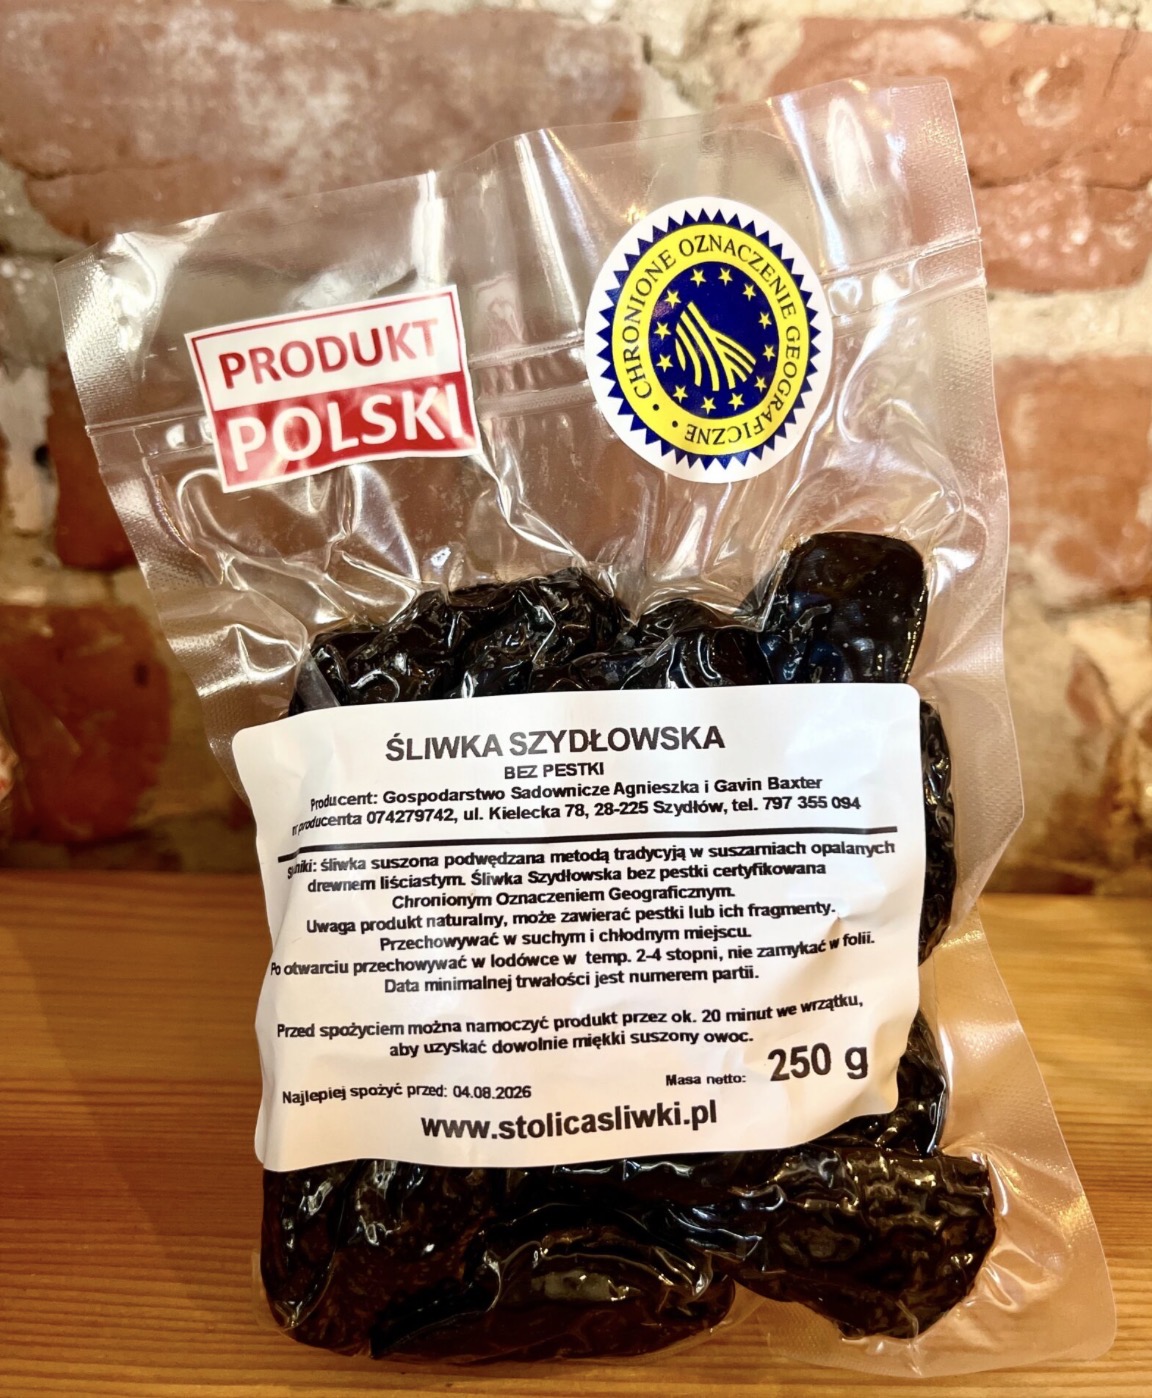 PRODUKT
POLSKI
• CHRONIONE OZNACZENIE GEOGRAFICZNE •
ŚLIWKA SZYDŁOWSKA
BEZ PESTKI
Producent: Gospodarstwo Sadownicze Agnieszka i Gavin Baxter
nr producenta 074279742, ul. Kielecka 78, 28-225 Szydłów, tel. 797 355 094
śliwka suszona podwędzana metodą tradycyją w suszarniach opalanych
drewnem liściastym. Śliwka Szydłowska bez pestki certyfikowana
Chronionym Oznaczeniem Geograficznym.
Uwaga produkt naturalny, może zawierać pestki lub ich fragmenty.
Przechowywać w suchym i chłodnym miejscu.
Po otwarciu przechowywać w lodówce w temp. 2-4 stopni, nie zamykać w folii.
Data minimalnej trwałości jest numerem partii.
Przed spożyciem można namoczyć produkt przez ok. 20 minut we wrzątku,
aby uzyskać dowolnie miękki suszony owoc.
Masa netto: 250 g
Najlepiej spożyć przed: 04.08.2026
www.stolicasliwki.pl